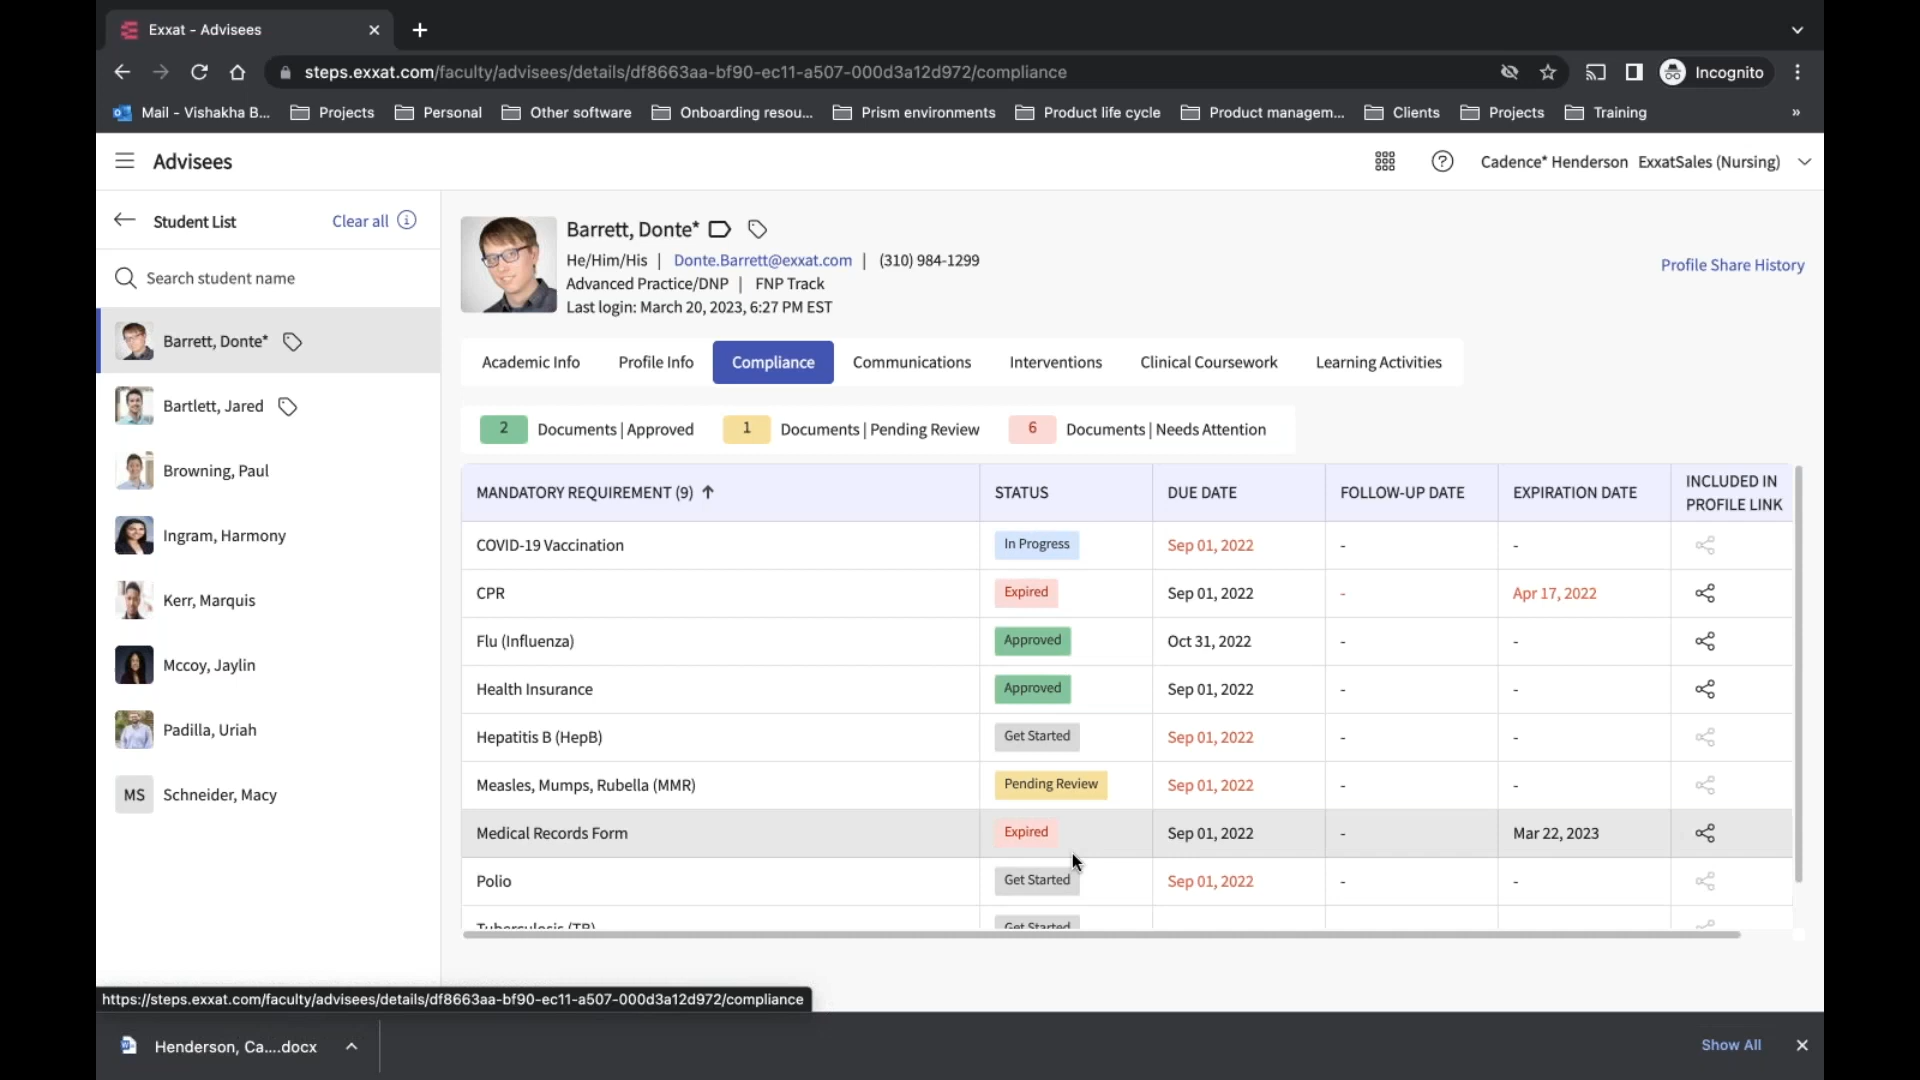 Exxat - Advisees
steps.exxat.com/faculty/advisees/details/df8663aa-bf90-ec11-a507-000d3a12d972/compliance
Incognito
Mail - Vishakha B...
Projects
Personal
Other software
Onboarding resou...
Prism environments
Product life cycle
Product managem...
Clients
Projects
Training
»
Advisees
Cadence* Henderson ExxatSales (Nursing)
Student List
Clear all
Search student name
Barrett, Donte*
Bartlett, Jared
Browning, Paul
Ingram, Harmony
Kerr, Marquis
Mccoy, Jaylin
Padilla, Uriah
MS Schneider, Macy
Barrett, Donte*
He/Him/His | Donte.Barrett@exxat.com | (310) 984-1299
Advanced Practice/DNP | FNP Track
Last login: March 20, 2023, 6:27 PM EST
Profile Share History
Academic Info
Profile Info
Compliance
Communications
Interventions
Clinical Coursework
Learning Activities
2 Documents | Approved
1 Documents | Pending Review
6 Documents | Needs Attention
MANDATORY REQUIREMENT (9) STATUS DUE DATE FOLLOW-UP DATE EXPIRATION DATE INCLUDED IN
PROFILE LINK
COVID-19 Vaccination In Progress Sep 01, 2022 - -
CPR Expired Sep 01, 2022 - Apr 17, 2022
Flu (Influenza) Approved Oct 31, 2022 - -
Health Insurance Approved Sep 01, 2022 - -
Hepatitis B (HepB) Get Started Sep 01, 2022 - -
Measles, Mumps, Rubella (MMR) Pending Review Sep 01, 2022 - -
Medical Records Form Expired Sep 01, 2022 - Mar 22, 2023
Polio Get Started Sep 01, 2022 - -
Tuberculosis (TB) Get Started
https://steps.exxat.com/faculty/advisees/details/df8663aa-bf90-ec11-a507-000d3a12d972/compliance
Henderson, Ca....docx
Show All